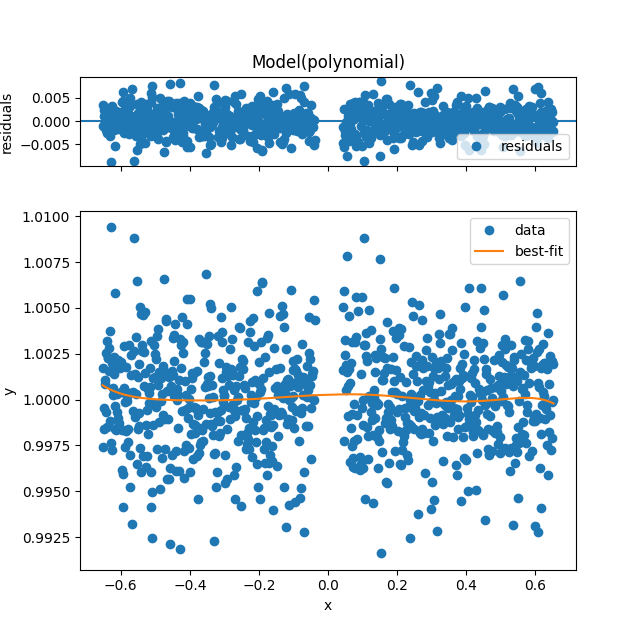 Model(polynomial)
residuals
0.005
0.000
−0.005
residuals
1.0100
1.0075
1.0050
1.0025
1.0000
0.9975
0.9950
0.9925
y
data
best-fit
−0.6 −0.4 −0.2 0.0 0.2 0.4 0.6
x